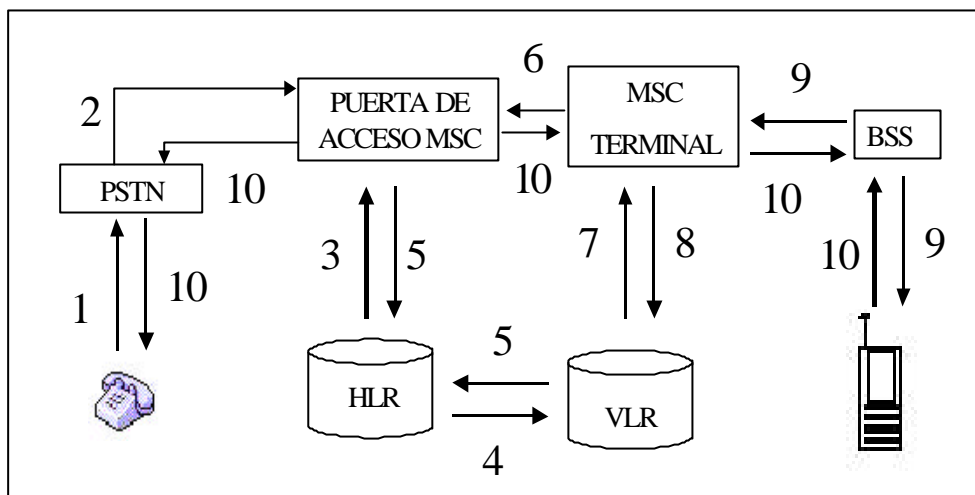 6
9
2
PUERTA DE
ACCESO MSC
MSC
TERMINAL
BSS
PSTN
10
10
10
1
10
3
5
7
8
10
9
HLR
5
VLR
4